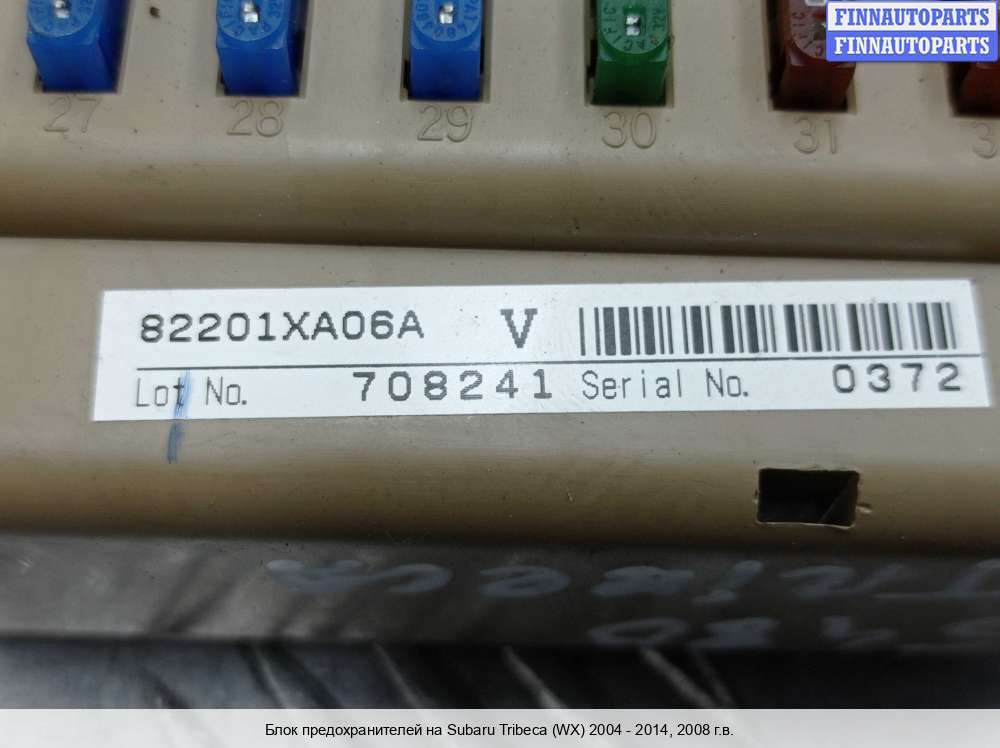 FINNAUTOPARTS
FINNAUTOPARTS
27 28 29 30 31
82201XA06A V
Lot No. 708241 Serial No. 0372
Блок предохранителей на Subaru Tribeca (WX) 2004 - 2014, 2008 г.в.